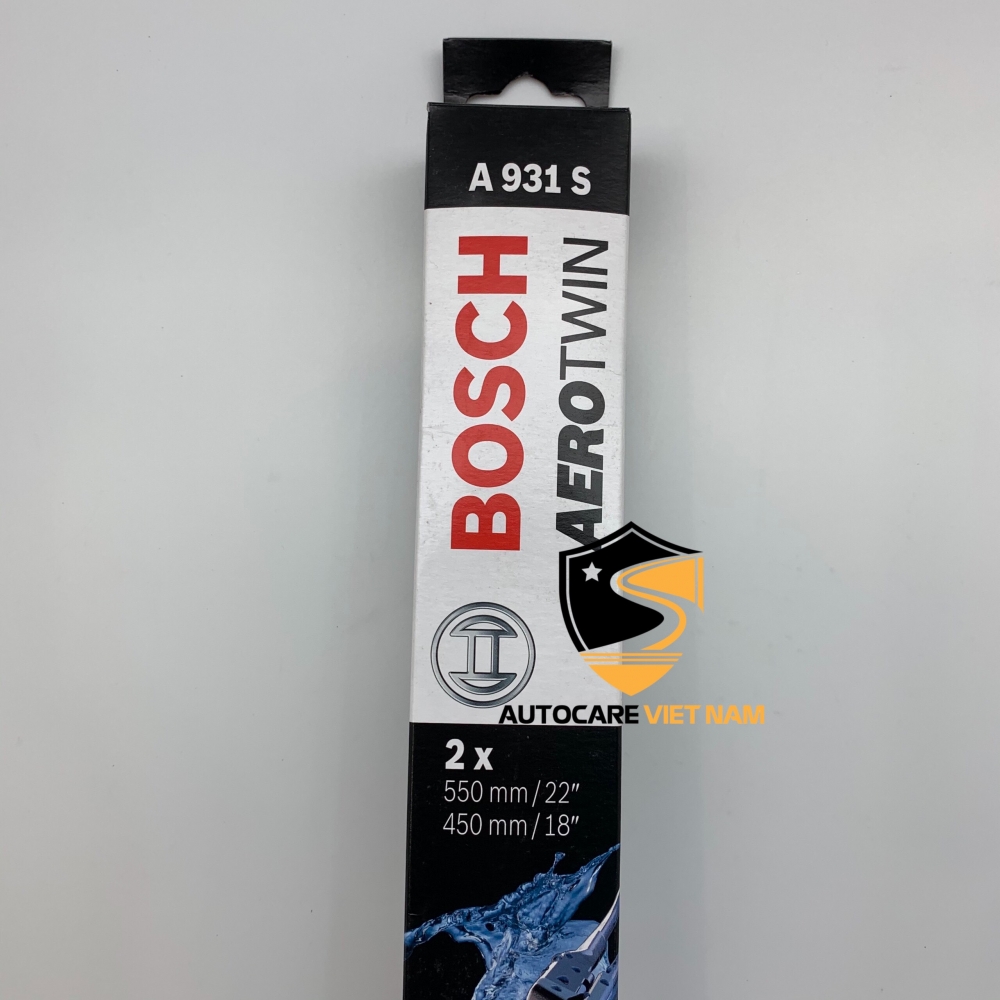 A 931 S
BOSCH
AEROTWIN
AUTOCARE VIET NAM
2 x
550 mm / 22"
450 mm / 18"